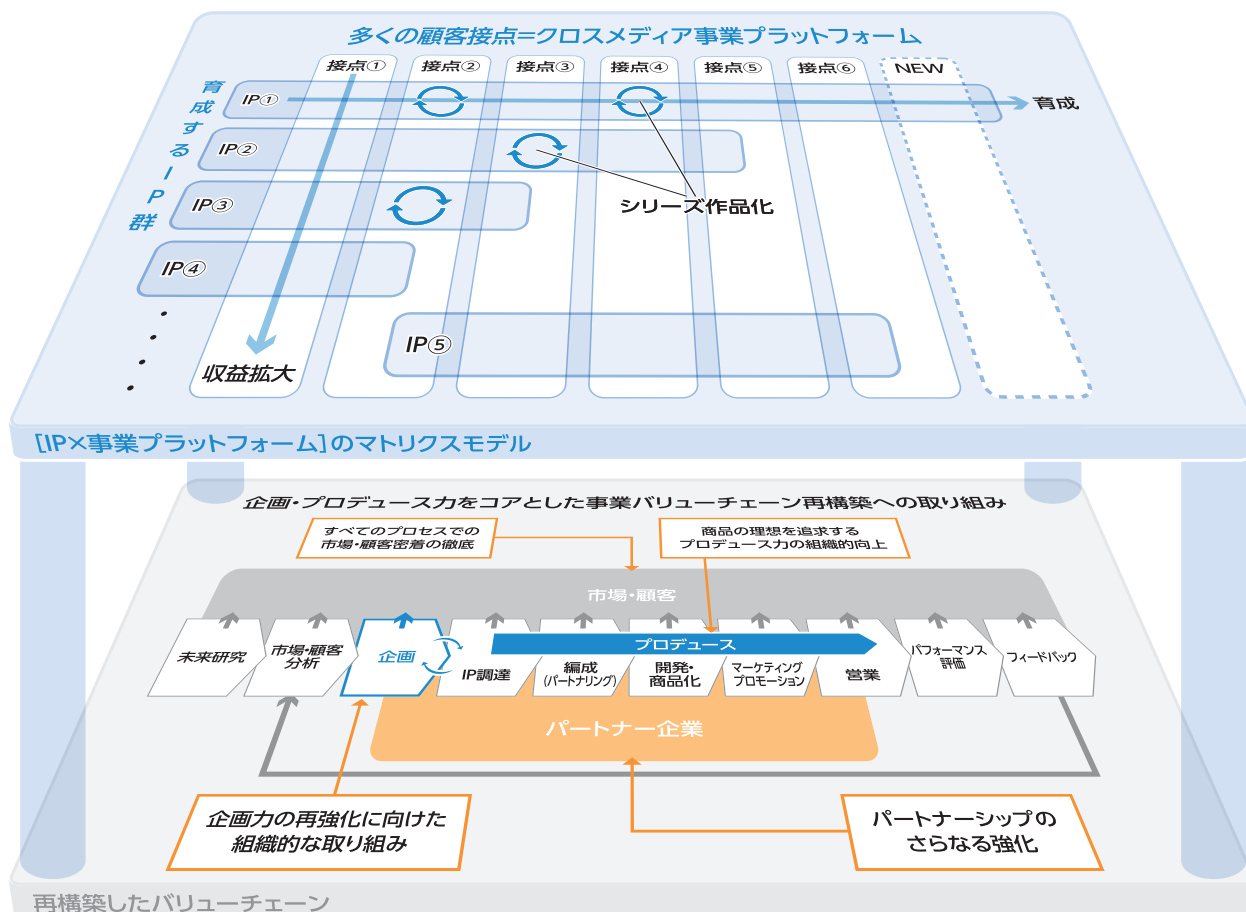 多くの顧客接点=クロスメディア事業プラットフォーム
接点①
接点②
接点③
接点④
接点⑤
接点⑥
NEW
育成するIP群
IP①
育成
IP②
IP③
シリーズ作品化
IP④
IP⑤
収益拡大
[IP×事業プラットフォーム]のマトリクスモデル
企画・プロデュース力をコアとした事業バリューチェーン再構築への取り組み
すべてのプロセスでの
市場・顧客密着の徹底
商品の理想を追求する
プロデュース力の組織的向上
市場・顧客
プロデュース
未来研究
市場・顧客
分析
企画
IP調達
編成
(パートナリング)
開発・
商品化
マーケティング
プロモーション
営業
パフォーマンス
評価
フィードバック
パートナー企業
企画力の再強化に向けた
組織的な取り組み
パートナーシップの
さらなる強化
再構築したバリューチェーン